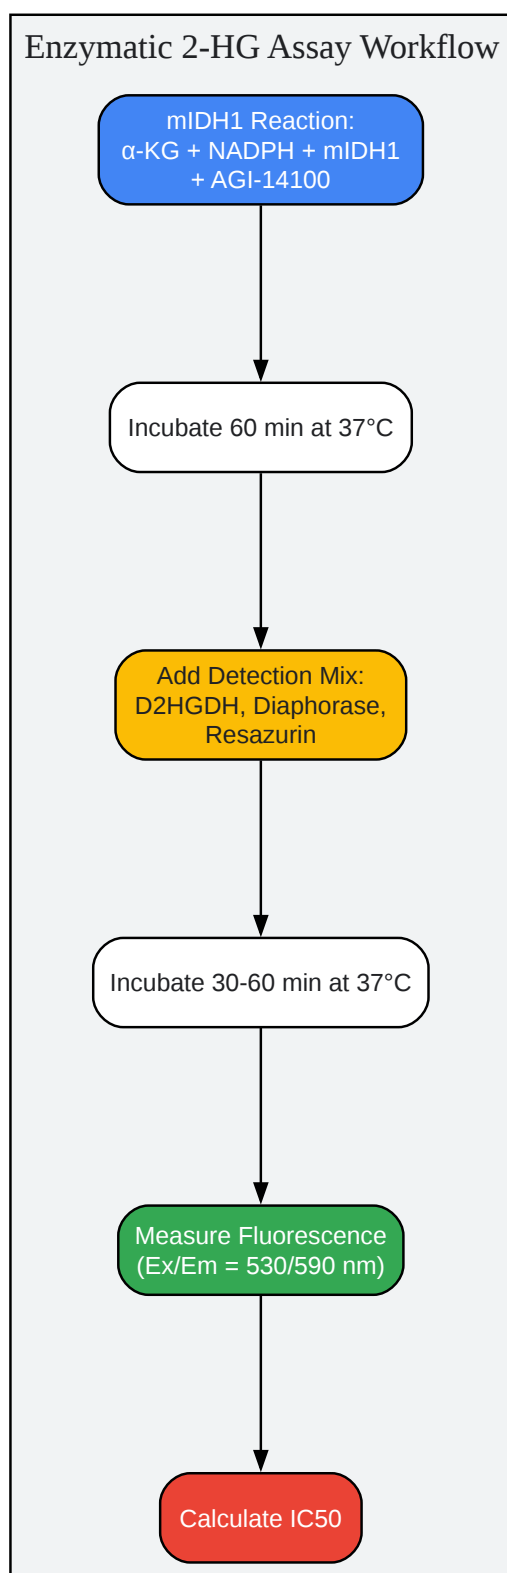 Enzymatic 2-HG Assay Workflow
mIDH1 Reaction:
α-KG + NADPH + mIDH1
+ AGI-14100
Incubate 60 min at 37°C
Add Detection Mix:
D2HGDH, Diaphorase,
Resazurin
Incubate 30-60 min at 37°C
Measure Fluorescence
(Ex/Em = 530/590 nm)
Calculate IC50